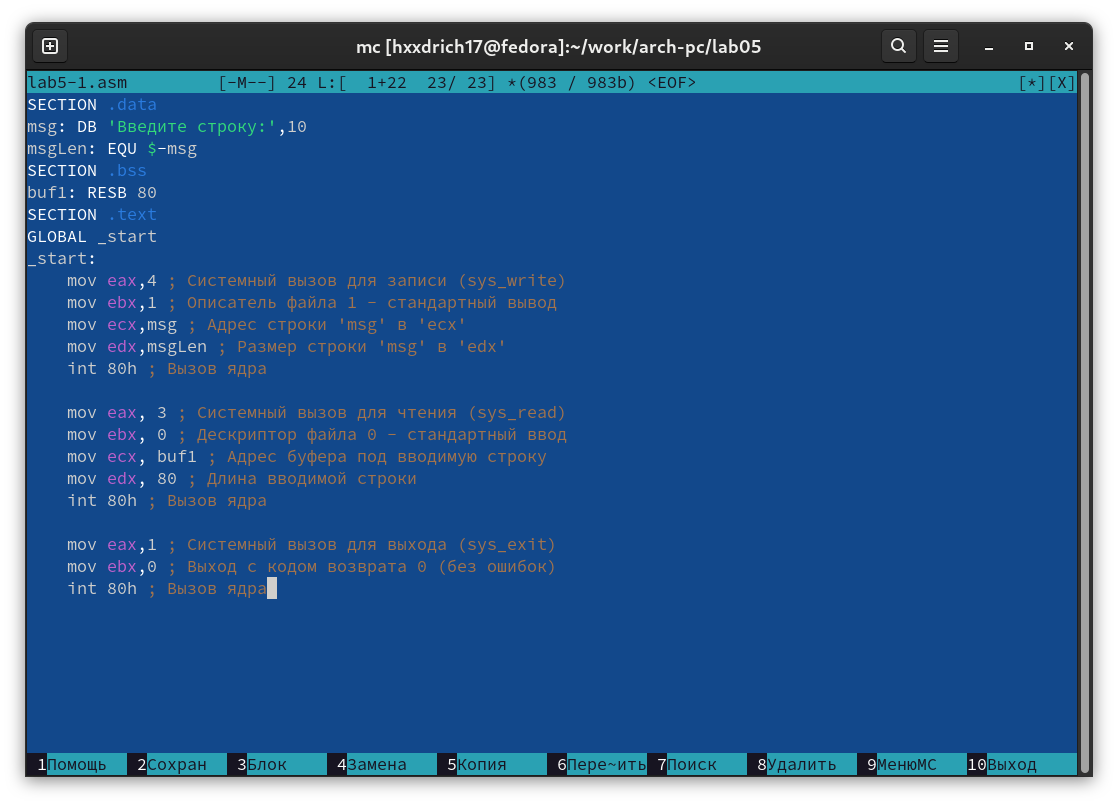 mc [hxxdrich17@fedora]:~/work/arch-pc/lab05
lab5-1.asm [-M--] 24 L:[ 1+22 23/ 23] *(983 / 983b) <EOF> [*][X]
SECTION .data
msg: DB 'Введите строку:',10
msgLen: EQU $-msg
SECTION .bss
buf1: RESB 80
SECTION .text
GLOBAL _start
_start:
mov eax,4 ; Системный вызов для записи (sys_write)
mov ebx,1 ; Описатель файла 1 - стандартный вывод
mov ecx,msg ; Адрес строки 'msg' в 'ecx'
mov edx,msgLen ; Размер строки 'msg' в 'edx'
int 80h ; Вызов ядра
mov eax, 3 ; Системный вызов для чтения (sys_read)
mov ebx, 0 ; Дескриптор файла 0 - стандартный ввод
mov ecx, buf1 ; Адрес буфера под вводимую строку
mov edx, 80 ; Длина вводимой строки
int 80h ; Вызов ядра
mov eax,1 ; Системный вызов для выхода (sys_exit)
mov ebx,0 ; Выход с кодом возврата 0 (без ошибок)
int 80h ; Вызов ядра
1Помощь 2Сохран 3Блок 4Замена 5Копия 6Пере~ить 7Поиск 8Удалить 9МенюMC 10Выход